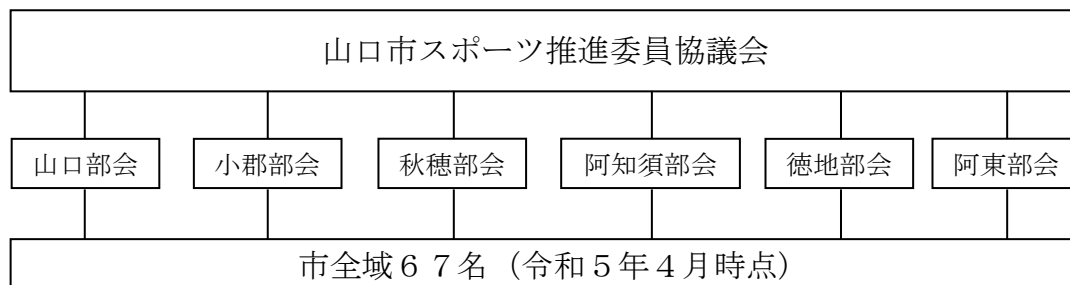 山口市スポーツ推進委員協議会
山口部会 小郡部会 秋穂部会 阿知須部会 徳地部会 阿東部会
市全域67名（令和5年4月時点）